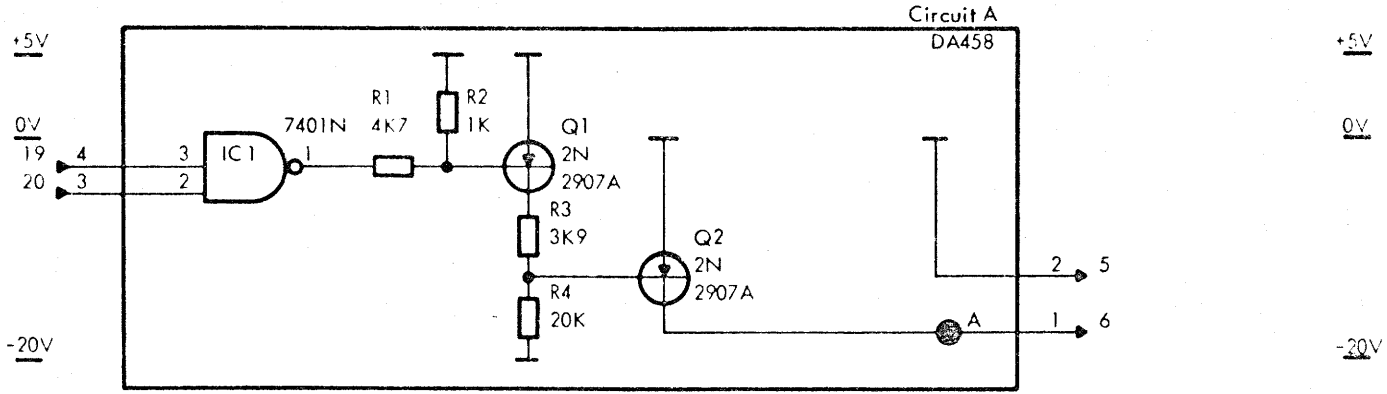 Circuit A
DA458
+5V
+5V
R1
4K7
R2
1K
7401N
Q1
2N
2907A
0V
0V
19 4 3 IC1 1
20 3 2
R3
3K9
Q2
2N
2907A
R4
20K
2 5
A 1 6
-20V
-20V